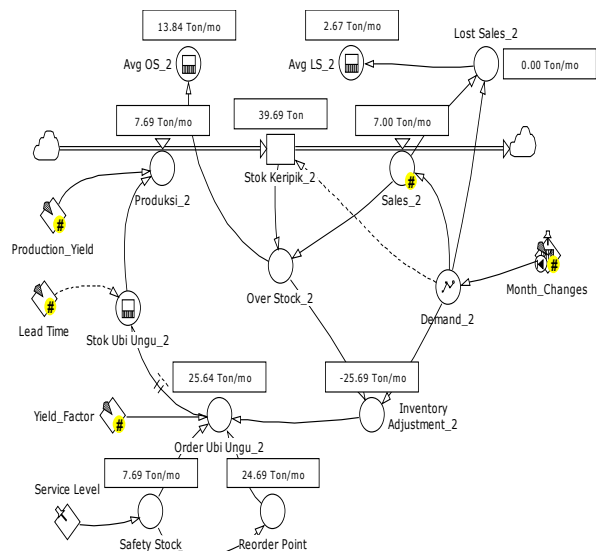 13.84 Ton/mo
2.67 Ton/mo
Lost Sales_2
Avg OS_2
Avg LS_2
0.00 Ton/mo
7.69 Ton/mo
39.69 Ton
7.00 Ton/mo
Stok Keripik_2
Produksi_2
Sales_2
#
#
Production_Yield
#
Month_Changes
Over Stock_2
Demand_2
#
Lead Time
Stok Ubi Ungu_2
25.64 Ton/mo
-25.69 Ton/mo
Yield_Factor
#
Inventory
Adjustment_2
Order Ubi Ungu_2
7.69 Ton/mo
24.69 Ton/mo
Service Level
Safety Stock
Reorder Point